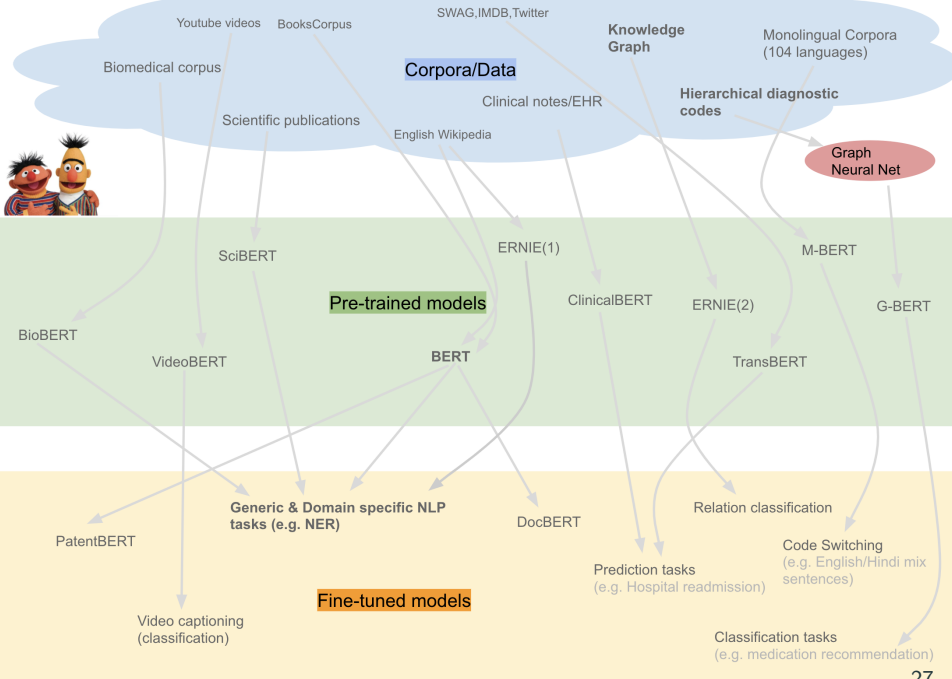 SWAG,IMDB,Twitter
Youtube videos
BooksCorpus
Knowledge
Graph
Monolingual Corpora
(104 languages)
Biomedical corpus
Corpora/Data
Clinical notes/EHR
Hierarchical diagnostic
codes
Scientific publications
English Wikipedia
Graph
Neural Net
SciBERT
ERNIE(1)
M-BERT
Pre-trained models
ClinicalBERT
ERNIE(2)
G-BERT
BioBERT
VideoBERT
BERT
TransBERT
Generic & Domain specific NLP
tasks (e.g. NER)
Relation classification
PatentBERT
DocBERT
Code Switching
(e.g. English/Hindi mix
sentences)
Prediction tasks
(e.g. Hospital readmission)
Fine-tuned models
Video captioning
(classification)
Classification tasks
(e.g. medication recommendation)
27